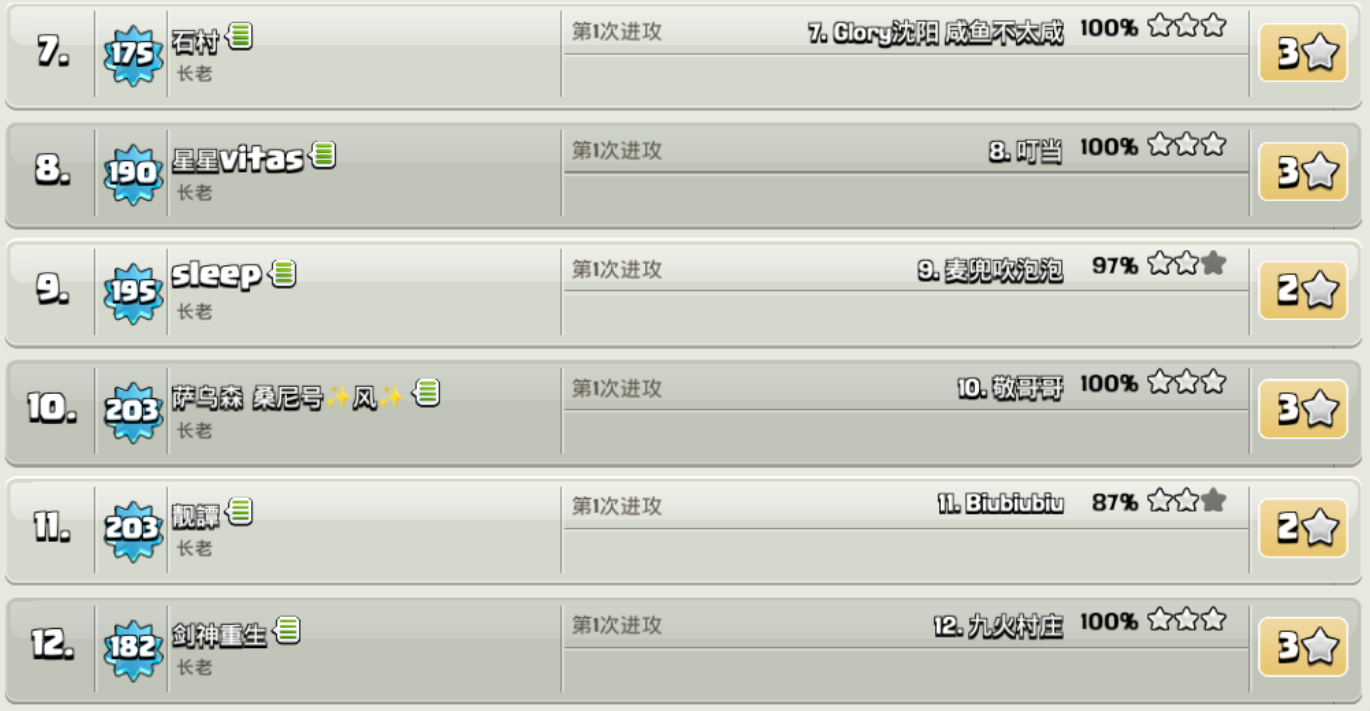 7. 175 石村 第1次进攻 7. Glory沈阳 咸鱼不太咸 100% 3
长老
8. 190 星星vitas 第1次进攻 8. 叮当 100% 3
长老
9. 195 sleep 第1次进攻 9. 麦兜吹泡泡 97% 2
长老
10. 203 萨乌森 桑尼号✨风✨ 第1次进攻 10. 敬哥哥 100% 3
长老
11. 203 靓譚 第1次进攻 11. Biubiubiu 87% 2
长老
12. 182 剑神重生 第1次进攻 12. 九火村庄 100% 3
长老